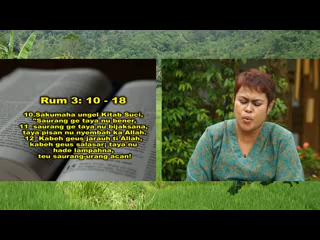 Rum 3: 10 - 18
10.Sakumaha ungel Kitab Suci,
"Saurang ge taya nu bener,
11. saurang ge taya nu bijaksana,
taya pisan nu nyembah ka Allah.
12. Kabeh geus jarauh ti Allah,
kabeh geus salasar; taya nu
hade lampahna,
teu saurang-urang acan!